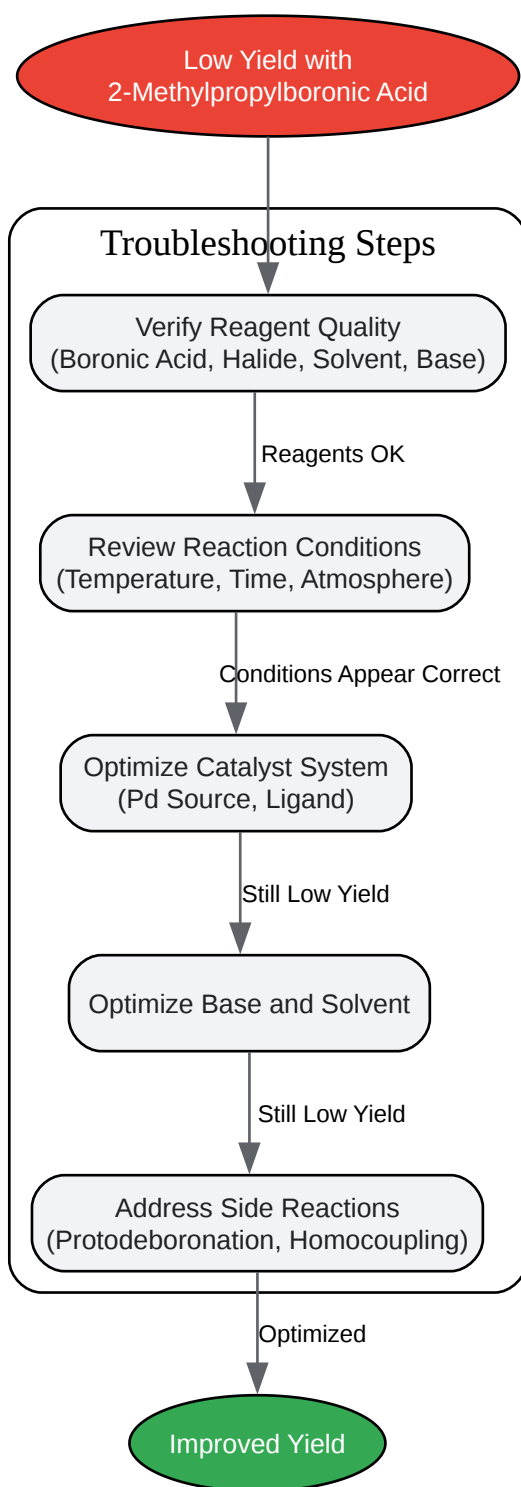 Low Yield with
2-Methylpropylboronic Acid
Troubleshooting Steps
Verify Reagent Quality
(Boronic Acid, Halide, Solvent, Base)
Reagents OK
Review Reaction Conditions
(Temperature, Time, Atmosphere)
Conditions Appear Correct
Optimize Catalyst System
(Pd Source, Ligand)
Still Low Yield
Optimize Base and Solvent
Still Low Yield
Address Side Reactions
(Protodeboronation, Homocoupling)
Optimized
Improved Yield